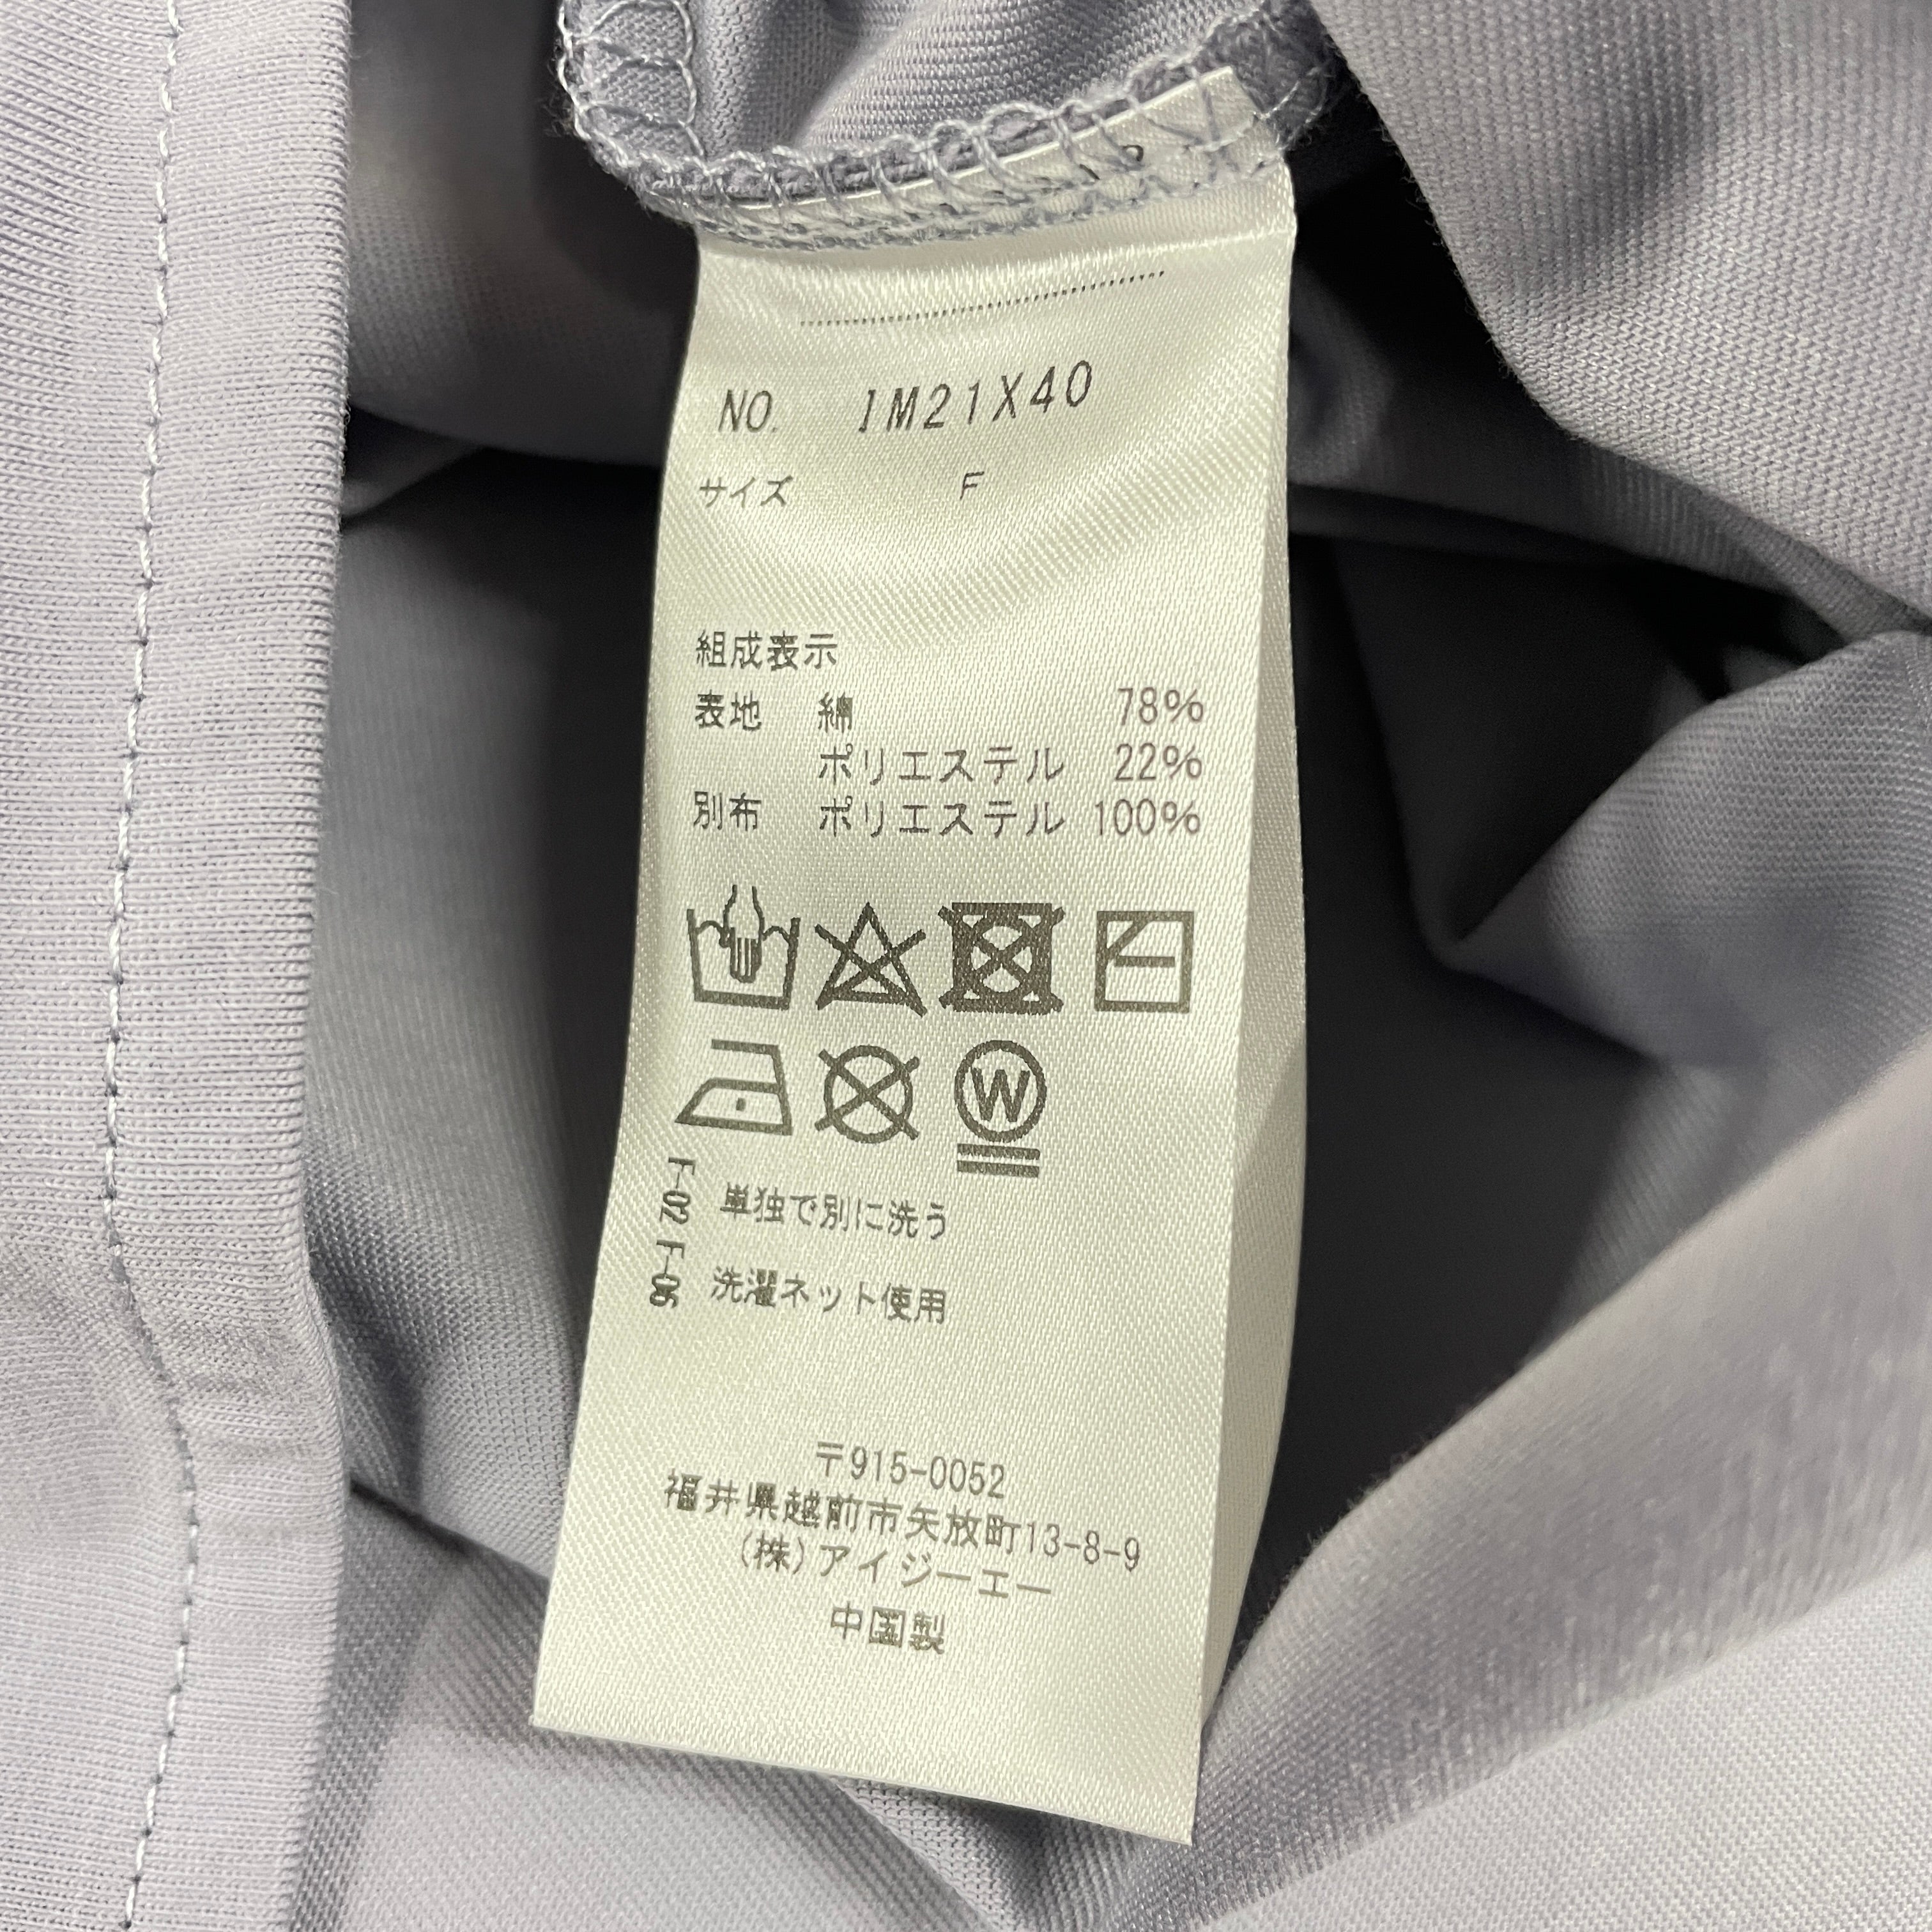 NO. IM21X40
サイズ F
組成表示
表地 綿 78%
ポリエステル 22%
別布 ポリエステル 100%
W
F-02 単独で別に洗う
F-06 洗濯ネット使用
〒915-0052
福井県越前市矢放町13-8-9
(株)アイジーエー
中国製